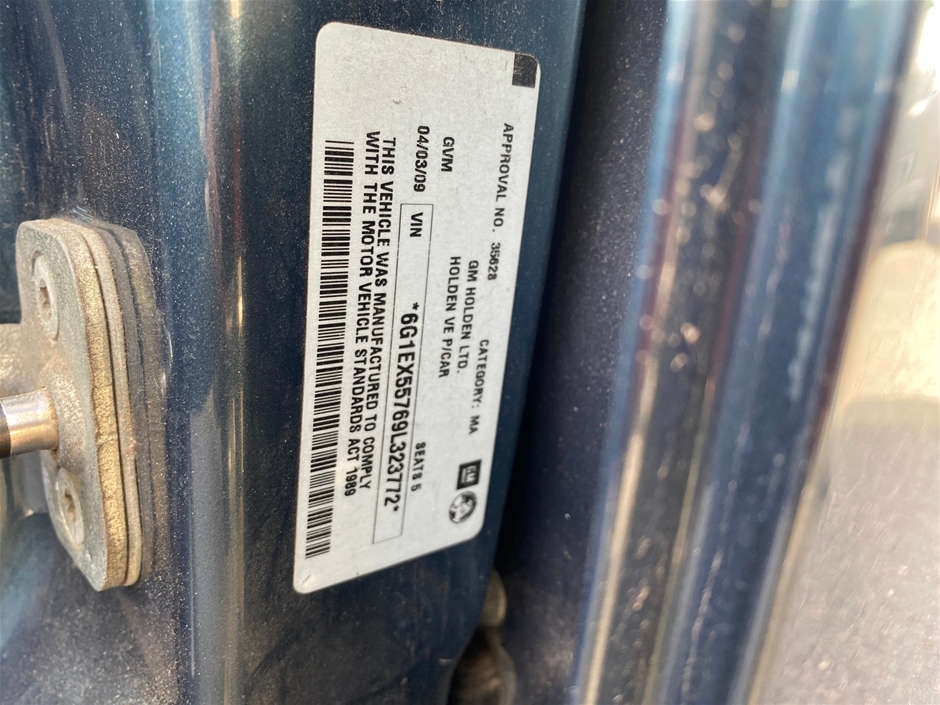 APPROVAL NO. 35628 CATEGORY: MA
GM HOLDEN LTD.
GVM HOLDEN VE P/CAR
GM
04/03/09 SEATS 5
VIN *6G1EX55769L323772*
THIS VEHICLE WAS MANUFACTURED TO COMPLY
WITH THE MOTOR VEHICLE STANDARDS ACT 1989